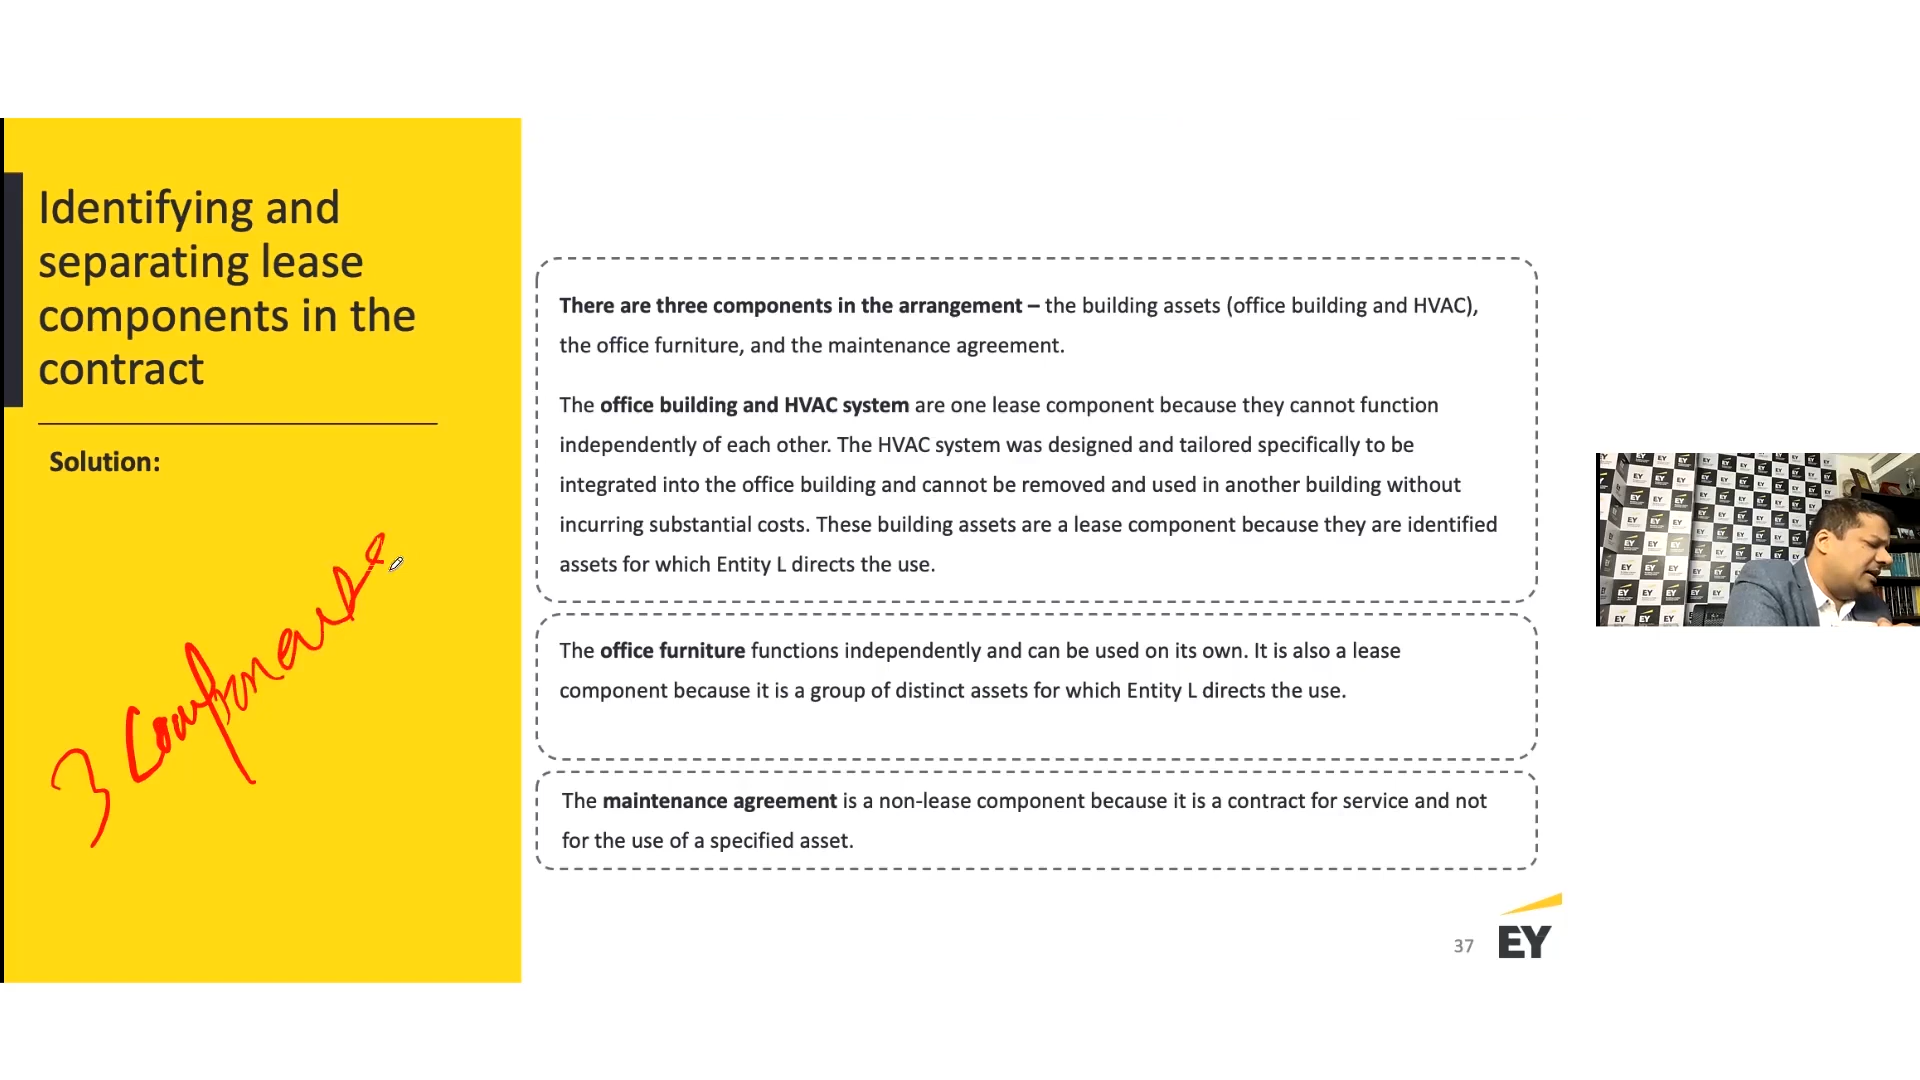 Identifying and
separating lease
components in the
contract
Solution:
3 Components
There are three components in the arrangement – the building assets (office building and HVAC),
the office furniture, and the maintenance agreement.
The office building and HVAC system are one lease component because they cannot function
independently of each other. The HVAC system was designed and tailored specifically to be
integrated into the office building and cannot be removed and used in another building without
incurring substantial costs. These building assets are a lease component because they are identified
assets for which Entity L directs the use.
The office furniture functions independently and can be used on its own. It is also a lease
component because it is a group of distinct assets for which Entity L directs the use.
The maintenance agreement is a non-lease component because it is a contract for service and not
for the use of a specified asset.
37
EY